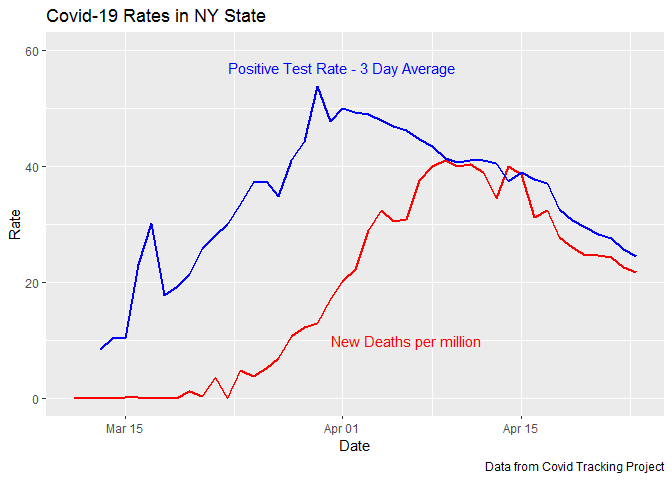 Covid-19 Rates in NY State
60
Positive Test Rate - 3 Day Average
40
Rate
20
New Deaths per million
0
Mar 15
Apr 01
Apr 15
Date
Data from Covid Tracking Project